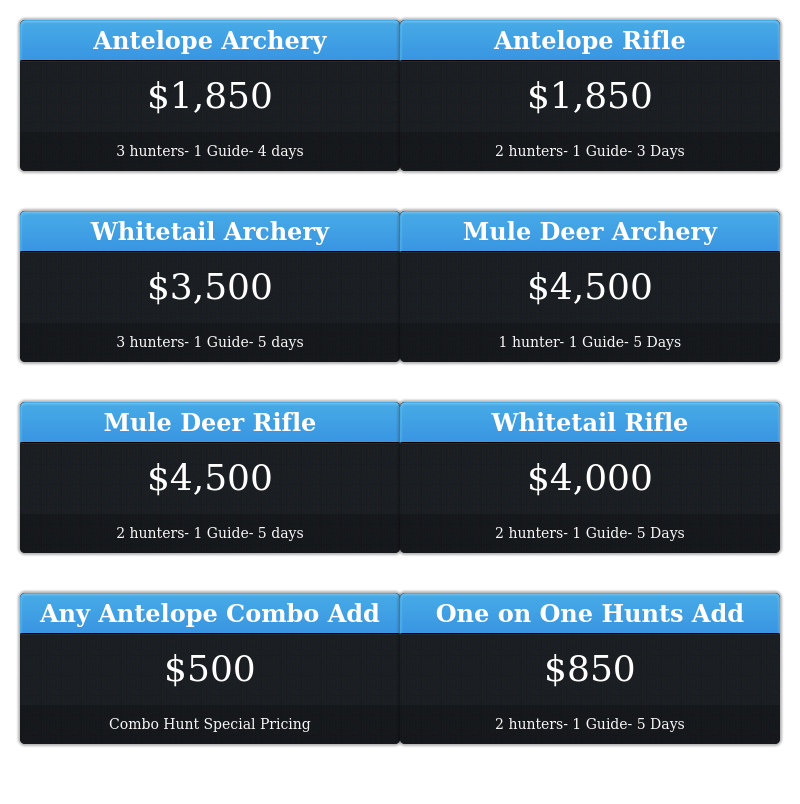 Antelope Archery
$1,850
3 hunters- 1 Guide- 4 days
Antelope Rifle
$1,850
2 hunters- 1 Guide- 3 Days
Whitetail Archery
$3,500
3 hunters- 1 Guide- 5 days
Mule Deer Archery
$4,500
1 hunter- 1 Guide- 5 Days
Mule Deer Rifle
$4,500
2 hunters- 1 Guide- 5 days
Whitetail Rifle
$4,000
2 hunters- 1 Guide- 5 Days
Any Antelope Combo Add
$500
Combo Hunt Special Pricing
One on One Hunts Add
$850
2 hunters- 1 Guide- 5 Days